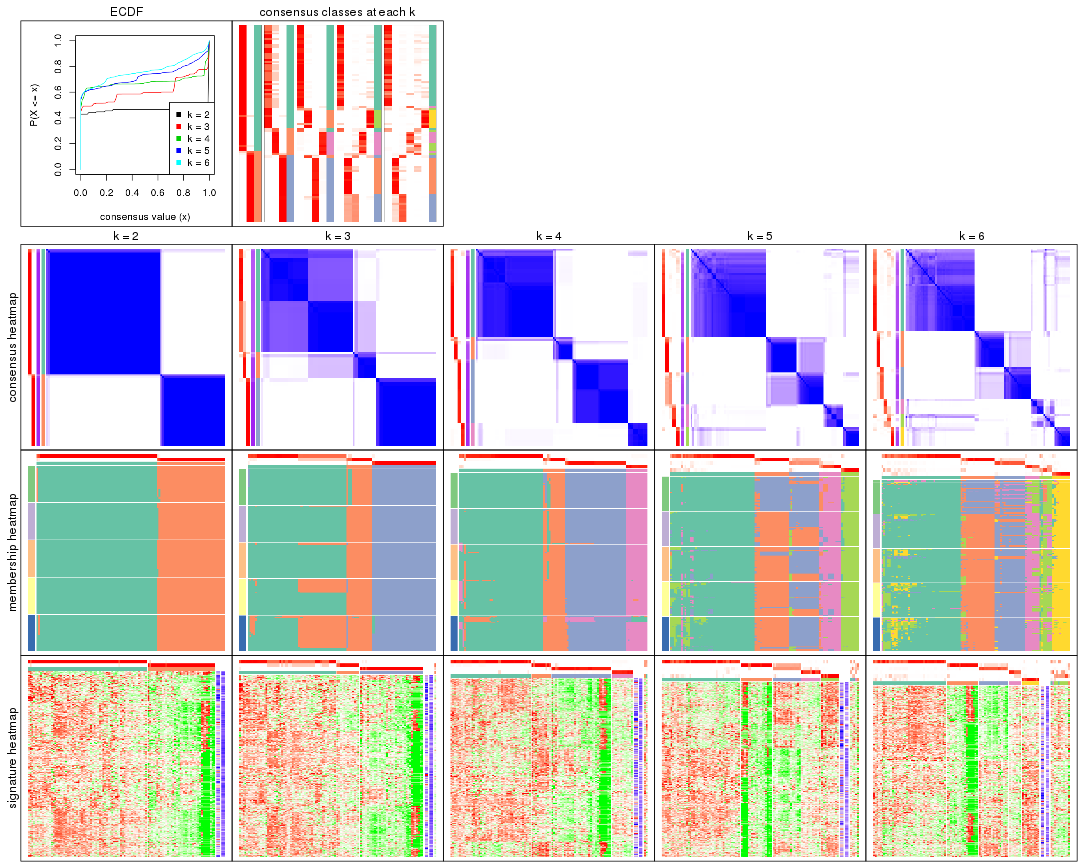 ECDF
consensus classes at each k
P(X <= x)
0.0 0.2 0.4 0.6 0.8 1.0
k = 2
k = 3
k = 4
k = 5
k = 6
0.0 0.2 0.4 0.6 0.8 1.0
consensus value (x)
k = 2 k = 3 k = 4 k = 5 k = 6
consensus heatmap
membership heatmap
signature heatmap